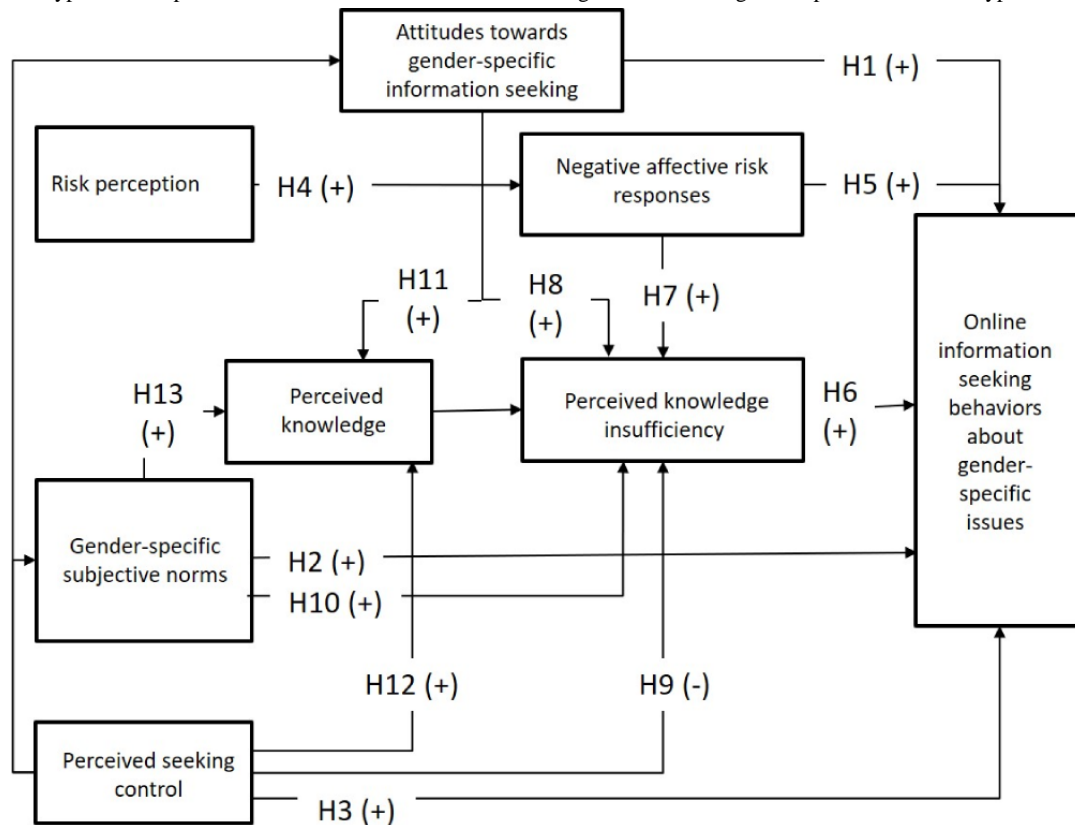 Attitudes towards
gender-specific
information seeking
H1 (+)
Risk perception
H4 (+)
Negative affective risk
responses
H5 (+)
H11
(+)
H8
(+)
H7 (+)
Online
information
seeking
behaviors
about
gender-
specific
issues
H13
(+)
Perceived
knowledge
Perceived knowledge
insufficiency
H6
(+)
Gender-specific
subjective norms
H2 (+)
H10 (+)
H12 (+)
H9 (-)
Perceived seeking
control
H3 (+)